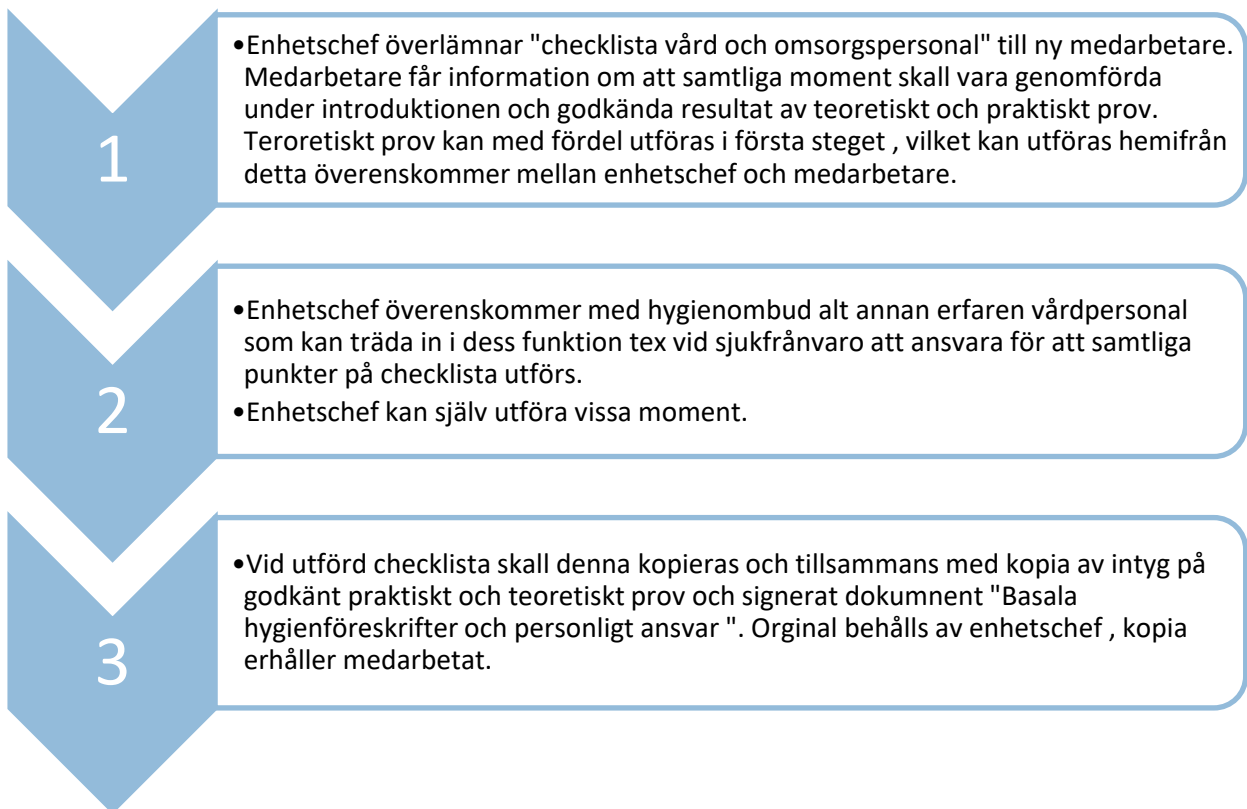 1
•Enhetschef överlämnar "checklista vård och omsorgspersonal" till ny medarbetare.
Medarbetare får information om att samtliga moment skall vara genomförda
under introduktionen och godkända resultat av teoretiskt och praktiskt prov.
Teroretiskt prov kan med fördel utföras i första steget , vilket kan utföras hemifrån
detta överenskommer mellan enhetschef och medarbetare.
2
•Enhetschef överenskommer med hygienombud alt annan erfaren vårdpersonal
som kan träda in i dess funktion tex vid sjukfrånvaro att ansvara för att samtliga
punkter på checklista utförs.
•Enhetschef kan själv utföra vissa moment.
3
•Vid utförd checklista skall denna kopieras och tillsammans med kopia av intyg på
godkänt praktiskt och teoretiskt prov och signerat dokumnent "Basala
hygienföreskrifter och personligt ansvar ". Orginal behålls av enhetschef , kopia
erhåller medarbetat.